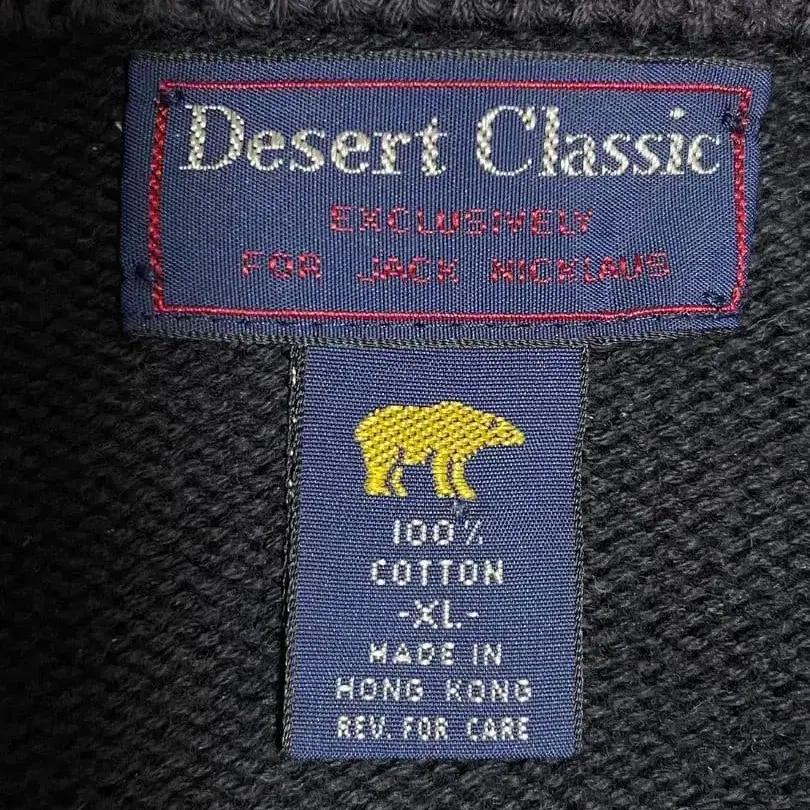 Desert Classic
EXCLUSIVELY
FOR JACK NICKLAUS
100%
COTTON
-XL-
MADE IN
HONG KONG
REV. FOR CARE